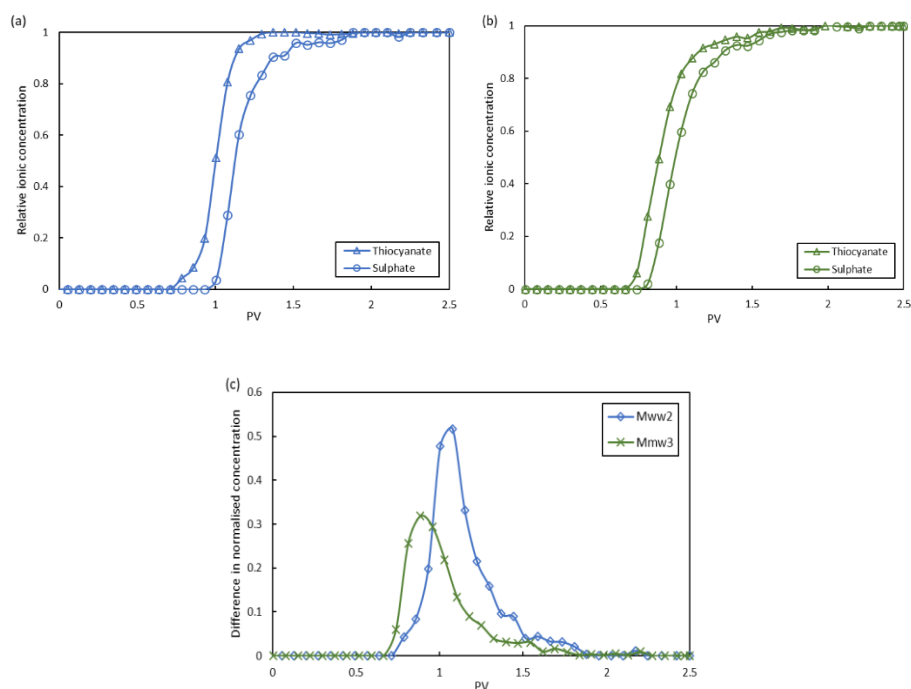 (a)
Relative ionic concentration
1
0.8
0.6
0.4
0.2
0
0 0.5 1 1.5 2 2.5
PV
Thiocyanate
Sulphate
(b)
Relative ionic concentration
1
0.8
0.6
0.4
0.2
0
0 0.5 1 1.5 2 2.5
PV
Thiocyanate
Sulphate
(c)
Difference in normalised concentration
0.6
0.5
0.4
0.3
0.2
0.1
0
0 0.5 1 1.5 2 2.5
PV
Mww2
Mmw3